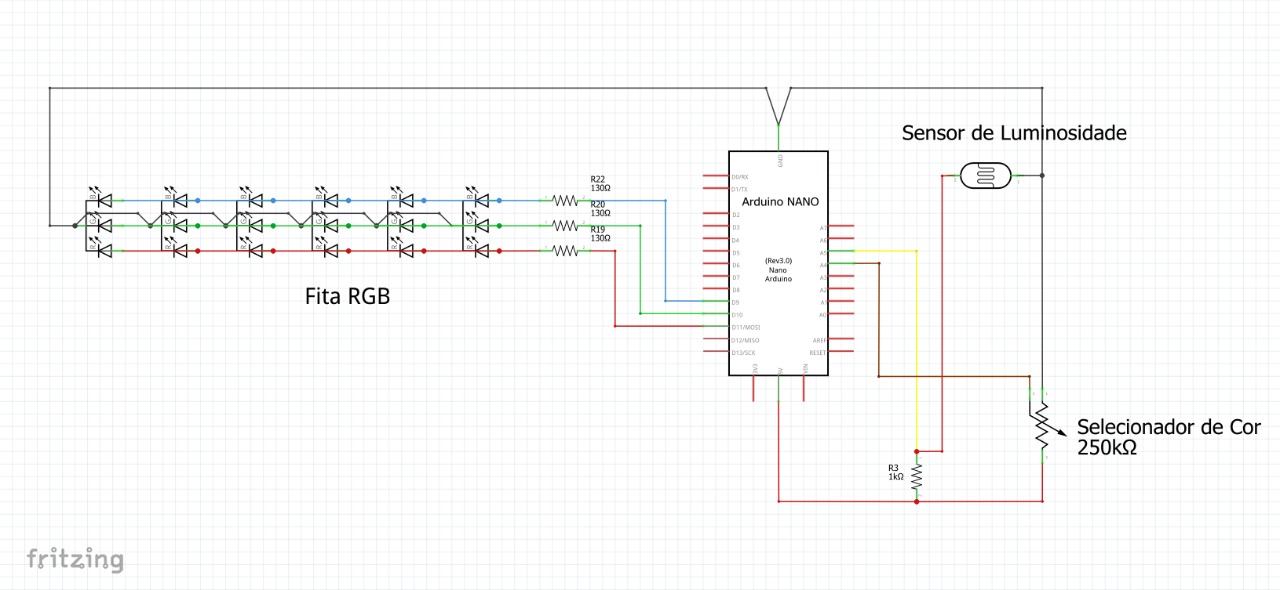 Sensor de Luminosidade
R22
130Ω
R20
130Ω
R19
130Ω
Fita RGB
Arduino NANO
(Rev3.0)
Nano
Arduino
GND
D0/RX
D1/TX
D2
D3
D4
D5
D6
D7
D8
D9
D10
D11/MOSI
D12/MISO
D13/SCK
A7
A6
A5
A4
A3
A2
A1
A0
AREF
RESET
3V3
5V
VIN
Selecionador de Cor
250kΩ
R3
1kΩ
fritzing